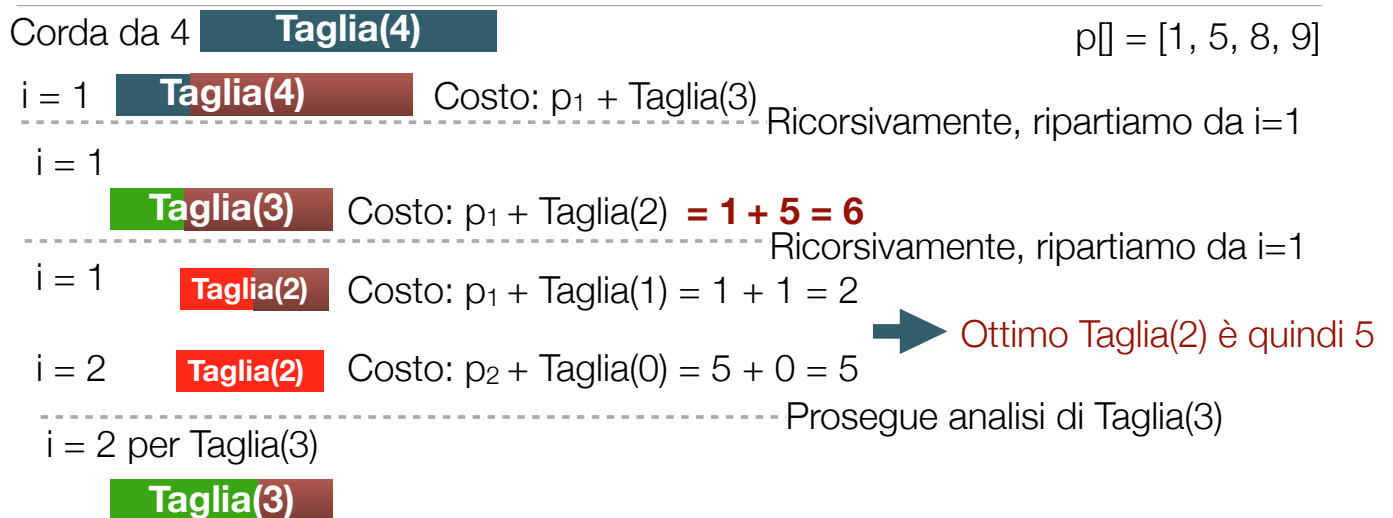 Corda da 4 Taglia(4) p[] = [1, 5, 8, 9]
i = 1 Taglia(4) Costo: p₁ + Taglia(3)
Ricorsivamente, ripartiamo da i=1
i = 1
Taglia(3) Costo: p₁ + Taglia(2) = 1 + 5 = 6
Ricorsivamente, ripartiamo da i=1
i = 1 Taglia(2) Costo: p₁ + Taglia(1) = 1 + 1 = 2
Ottimo Taglia(2) è quindi 5
i = 2 Taglia(2) Costo: p₂ + Taglia(0) = 5 + 0 = 5
Prosegue analisi di Taglia(3)
i = 2 per Taglia(3)
Taglia(3)